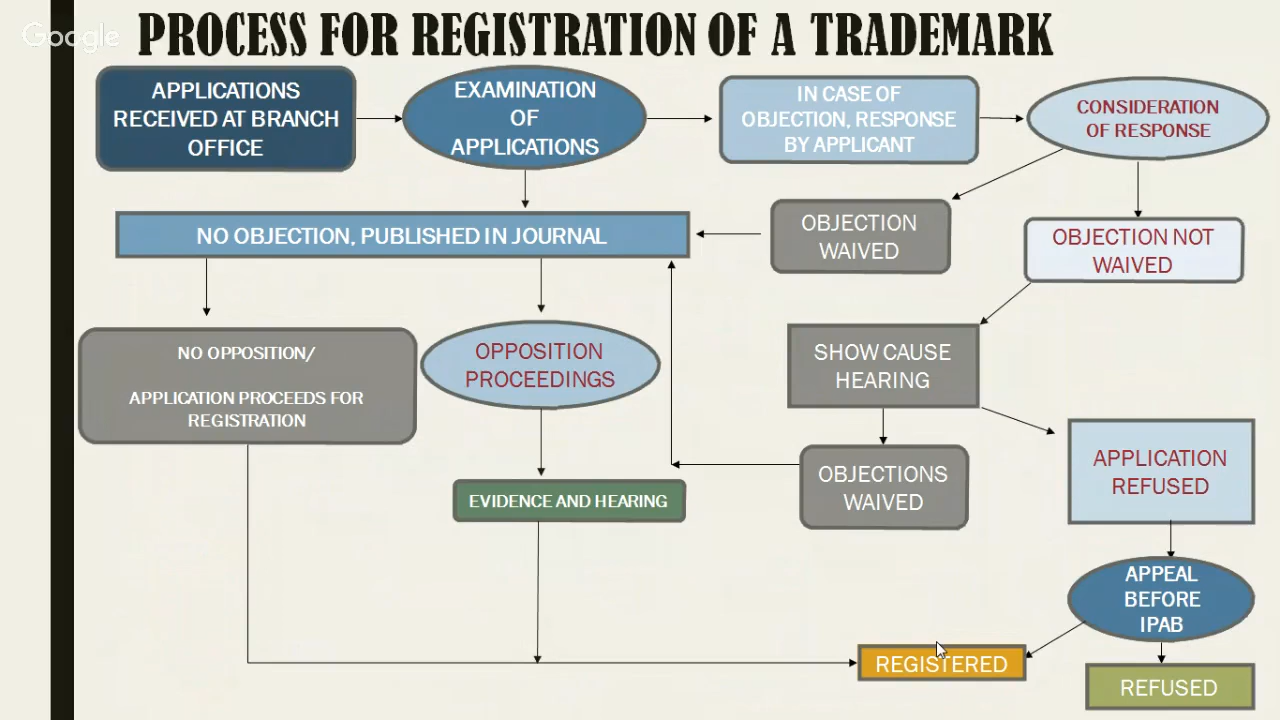 Google
PROCESS FOR REGISTRATION OF A TRADEMARK
APPLICATIONS
RECEIVED AT BRANCH
OFFICE
EXAMINATION
OF
APPLICATIONS
IN CASE OF
OBJECTION, RESPONSE
BY APPLICANT
CONSIDERATION
OF RESPONSE
NO OBJECTION, PUBLISHED IN JOURNAL
OBJECTION
WAIVED
OBJECTION NOT
WAIVED
NO OPPOSITION/
APPLICATION PROCEEDS FOR
REGISTRATION
OPPOSITION
PROCEEDINGS
SHOW CAUSE
HEARING
EVIDENCE AND HEARING
OBJECTIONS
WAIVED
APPLICATION
REFUSED
APPEAL
BEFORE
IPAB
REGISTERED
REFUSED